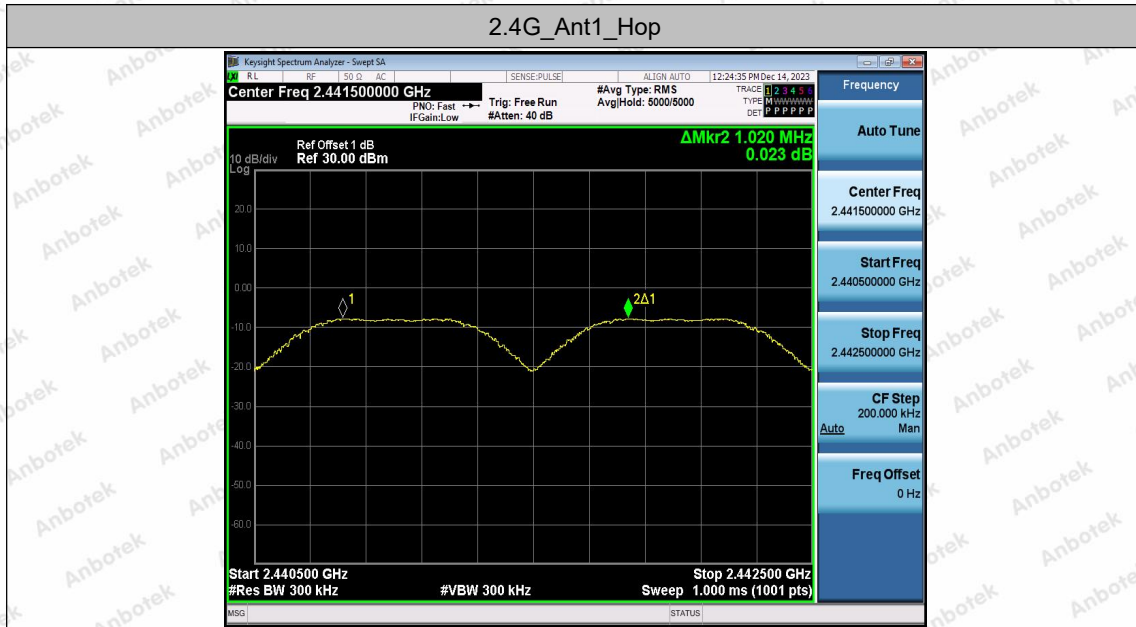 2.4G_Ant1_Hop
Keysight Spectrum Analyzer - Swept SA
RL RF 50 Ω AC SENSE:PULSE ALIGN AUTO 12:24:35 PM Dec 14, 2023
Center Freq 2.441500000 GHz
PNO: Fast
IFGain:Low
Trig: Free Run
#Atten: 40 dB
#Avg Type: RMS
Avg|Hold: 5000/5000
TRACE 1 2 3 4 5 6
TYPE M W W W W W
DET P P P P P P
ΔMkr2 1.020 MHz
0.023 dB
Ref Offset 1 dB
10 dB/div Ref 30.00 dBm
Log
20.0
10.0
0.00
-10.0
-20.0
-30.0
-40.0
-50.0
-60.0
1
2Δ1
Start 2.440500 GHz
Stop 2.442500 GHz
#Res BW 300 kHz
#VBW 300 kHz
Sweep 1.000 ms (1001 pts)
MSG
STATUS
Frequency
Auto Tune
Center Freq
2.441500000 GHz
Start Freq
2.440500000 GHz
Stop Freq
2.442500000 GHz
CF Step
200.000 kHz
Auto Man
Freq Offset
0 Hz
Anbotek